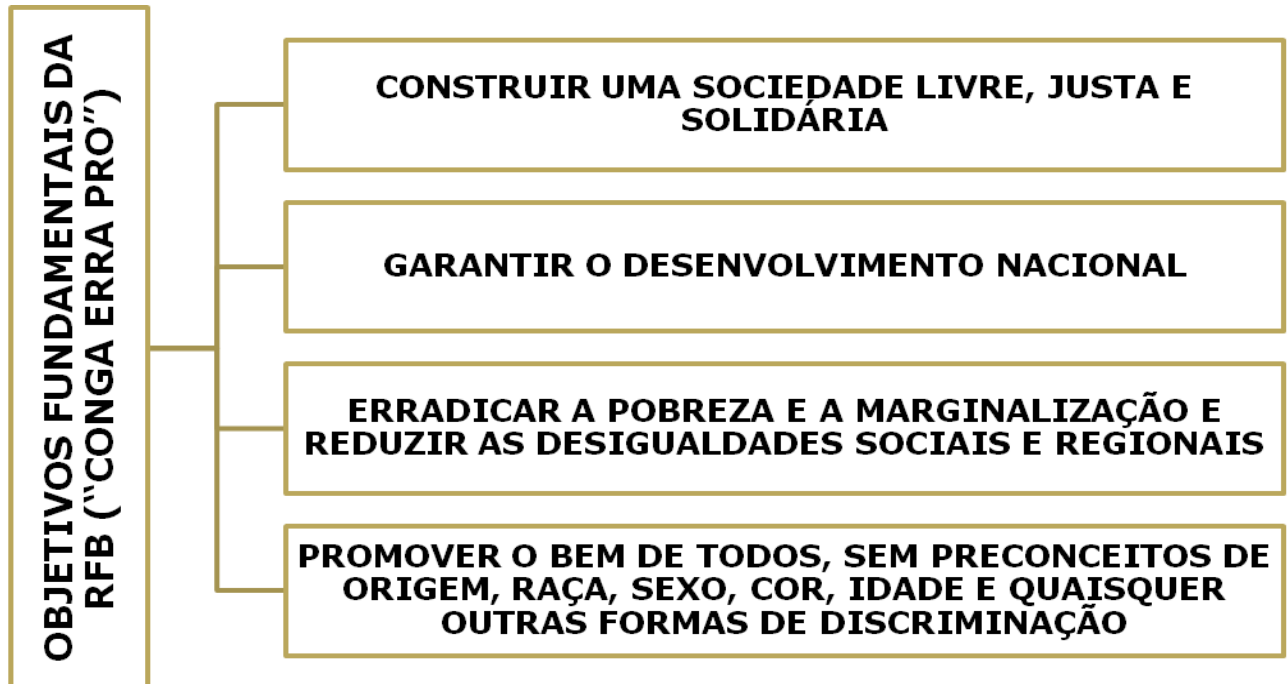 OBJETIVOS FUNDAMENTAIS DA
RFB (“CONGA ERRA PRO”)
CONSTRUIR UMA SOCIEDADE LIVRE, JUSTA E
SOLIDÁRIA
GARANTIR O DESENVOLVIMENTO NACIONAL
ERRADICAR A POBREZA E A MARGINALIZAÇÃO E
REDUZIR AS DESIGUALDADES SOCIAIS E REGIONAIS
PROMOVER O BEM DE TODOS, SEM PRECONCEITOS DE
ORIGEM, RAÇA, SEXO, COR, IDADE E QUAISQUER
OUTRAS FORMAS DE DISCRIMINAÇÃO